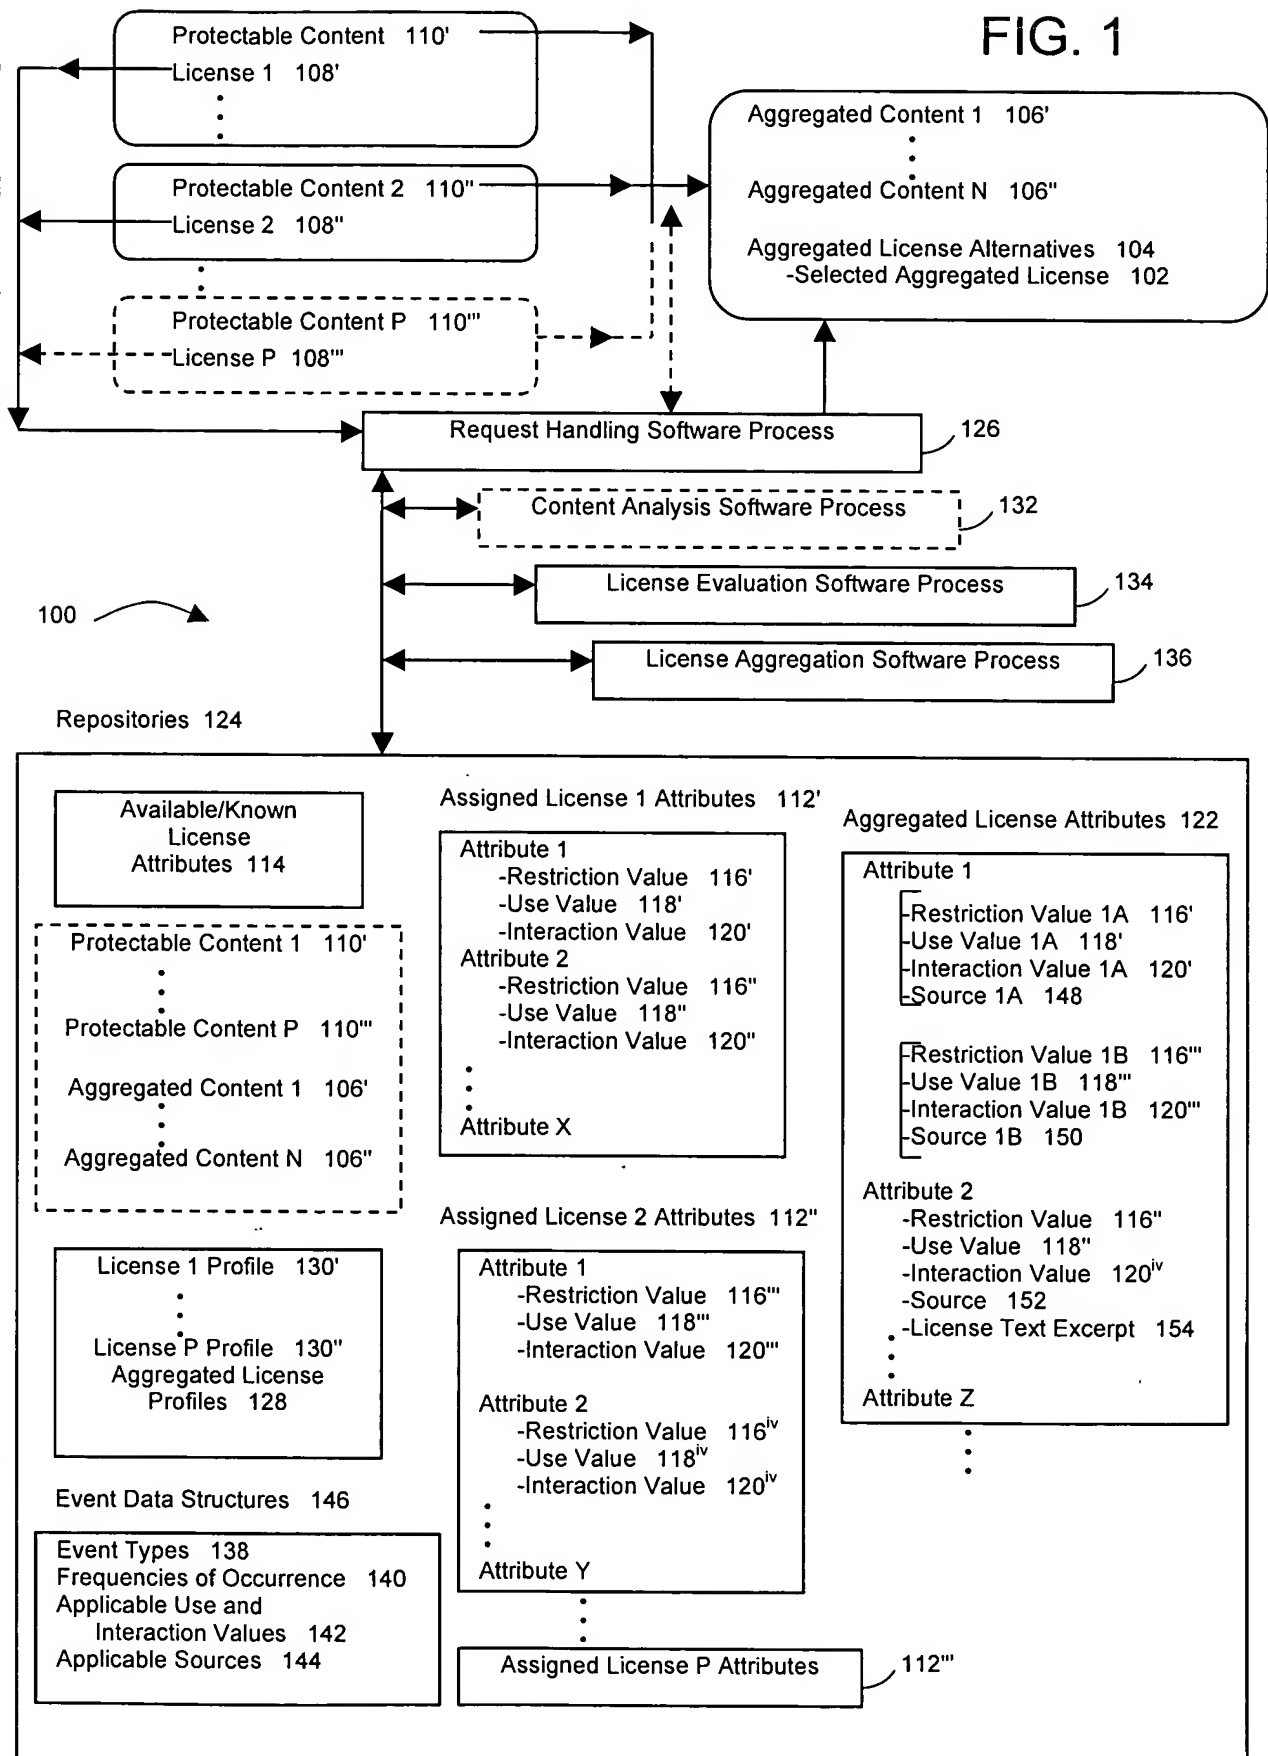 FIG. 1
Protectable Content 110'
License 1 108'
Protectable Content 2 110"
License 2 108"
Protectable Content P 110'''
License P 108'''
Aggregated Content 1 106'
Aggregated Content N 106"
Aggregated License Alternatives 104
-Selected Aggregated License 102
Request Handling Software Process
126
Content Analysis Software Process
132
License Evaluation Software Process
134
License Aggregation Software Process
136
100
Repositories 124
Available/Known
License
Attributes 114
Protectable Content 1 110'
Protectable Content P 110'''
Aggregated Content 1 106'
Aggregated Content N 106"
License 1 Profile 130'
License P Profile 130"
Aggregated License
Profiles 128
Event Data Structures 146
Event Types 138
Frequencies of Occurrence 140
Applicable Use and
Interaction Values 142
Applicable Sources 144
Assigned License 1 Attributes 112'
Attribute 1
-Restriction Value 116'
-Use Value 118'
-Interaction Value 120'
Attribute 2
-Restriction Value 116"
-Use Value 118"
-Interaction Value 120"
Attribute X
Assigned License 2 Attributes 112"
Attribute 1
-Restriction Value 116'''
-Use Value 118'''
-Interaction Value 120'''
Attribute 2
-Restriction Value 116iv
-Use Value 118iv
-Interaction Value 120iv
Attribute Y
Assigned License P Attributes
112'''
Aggregated License Attributes 122
Attribute 1
-Restriction Value 1A 116'
-Use Value 1A 118'
-Interaction Value 1A 120'
-Source 1A 148
-Restriction Value 1B 116'''
-Use Value 1B 118'''
-Interaction Value 1B 120'''
-Source 1B 150
Attribute 2
-Restriction Value 116"
-Use Value 118"
-Interaction Value 120iv
-Source 152
-License Text Excerpt 154
Attribute Z